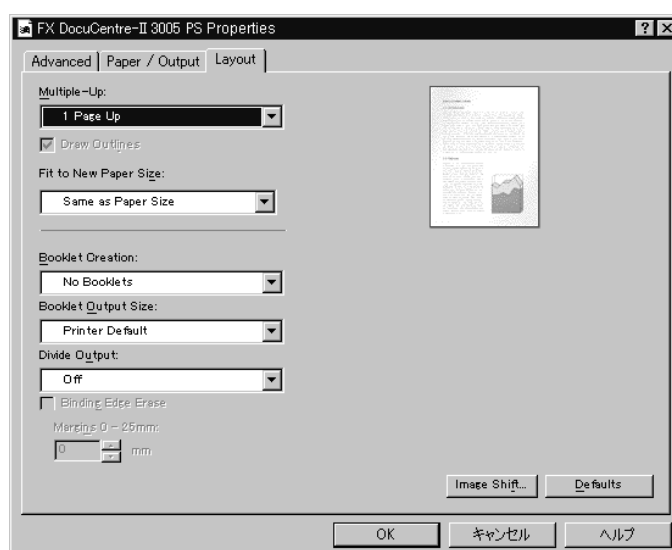 FX DocuCentre-II 3005 PS Properties
Advanced
Paper / Output
Layout
Multiple-Up:
1 Page Up
Draw Outlines
Fit to New Paper Size:
Same as Paper Size
Booklet Creation:
No Booklets
Booklet Output Size:
Printer Default
Divide Output:
Off
Binding Edge Erase
Margins 0 - 25mm:
0 mm
Image Shift...
Defaults
OK
キャンセル
ヘルプ